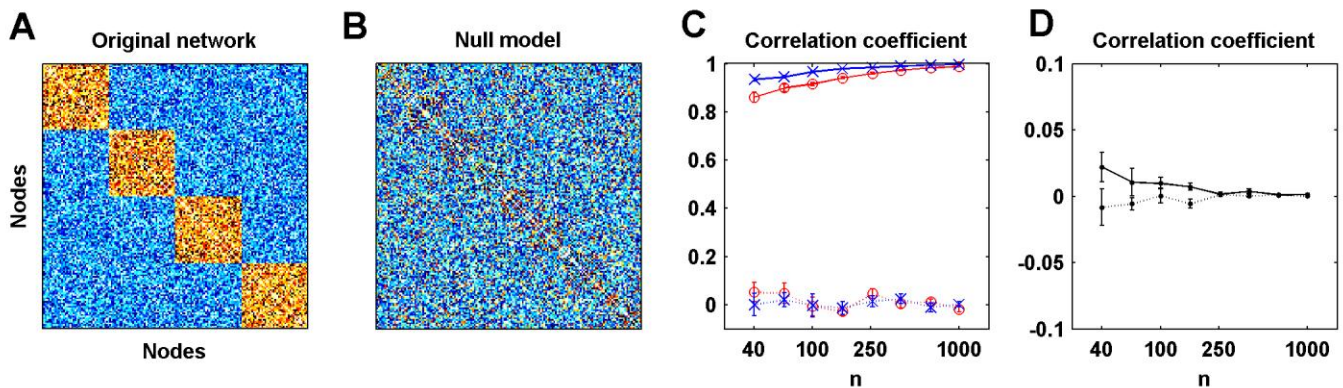 A
Original network
Nodes
Nodes
B
Null model
C
Correlation coefficient
1
0.8
0.6
0.4
0.2
0
40
100
250
1000
n
D
Correlation coefficient
0.1
0.05
0
-0.05
-0.1
40
100
250
1000
n